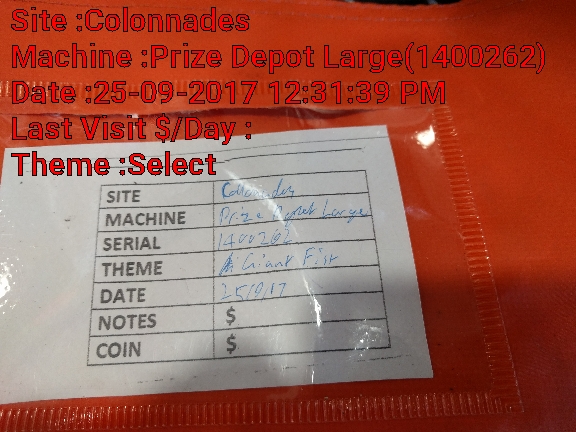 Site :Colonnades
Machine :Prize Depot Large(1400262)
Date :25-09-2017 12:31:39 PM
Last Visit $/Day :
Theme :Select
SITE Colonnades
MACHINE Prize Depot Large
SERIAL 1400262
THEME Giant Fist
DATE 25/9/17
NOTES $
COIN $